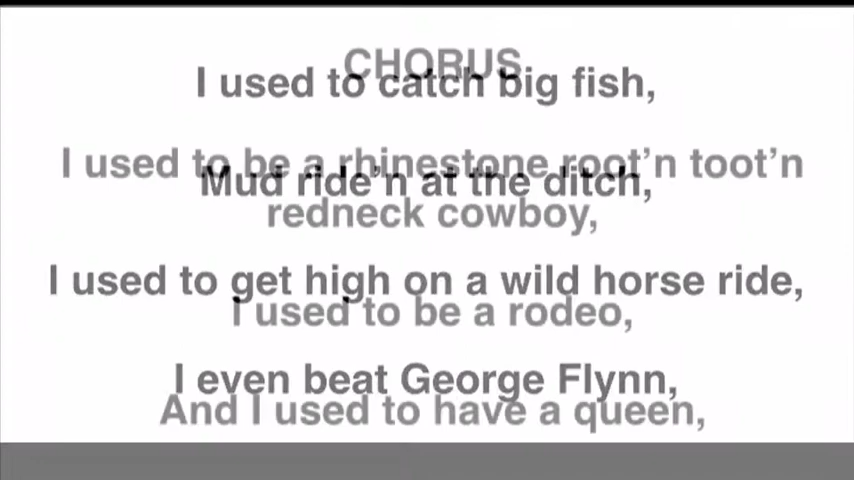 CHORUS
I used to catch big fish,
I used to be a rhinestone root'n toot'n
Mud ride'n at the ditch,
redneck cowboy,
I used to get high on a wild horse ride,
I used to be a rodeo,
I even beat George Flynn,
And I used to have a queen,